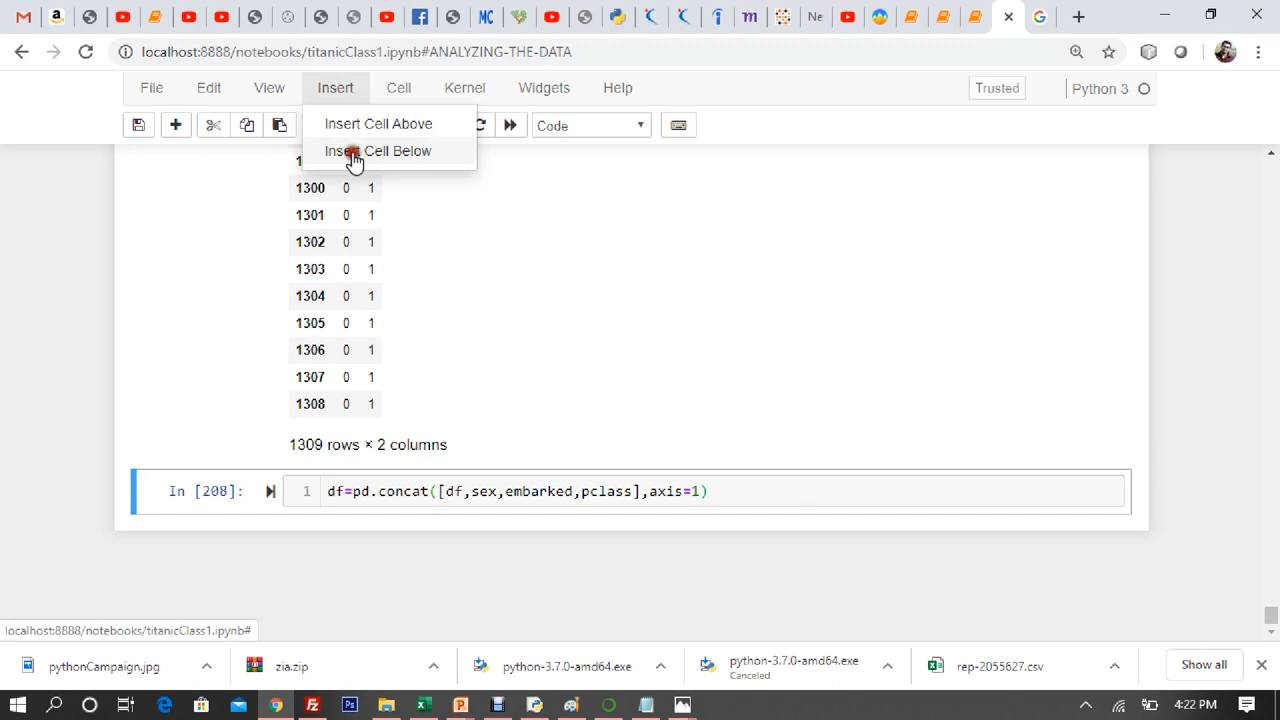 MC
Ne
localhost:8888/notebooks/titanicClass1.ipynb#ANALYZING-THE-DATA
File Edit View Insert Cell Kernel Widgets Help Trusted Python 3
Code
Insert Cell Above
Insert Cell Below
1300 0 1
1301 0 1
1302 0 1
1303 0 1
1304 0 1
1305 0 1
1306 0 1
1307 0 1
1308 0 1
1309 rows × 2 columns
In [208]: 1 df=pd.concat([df,sex,embarked,pclass],axis=1)
localhost:8888/notebooks/titanicClass1.ipynb#
pythonCampaign.jpg
zia.zip
python-3.7.0-amd64.exe
python-3.7.0-amd64.exe
Canceled
rep-2055627.csv
Show all
4:22 PM